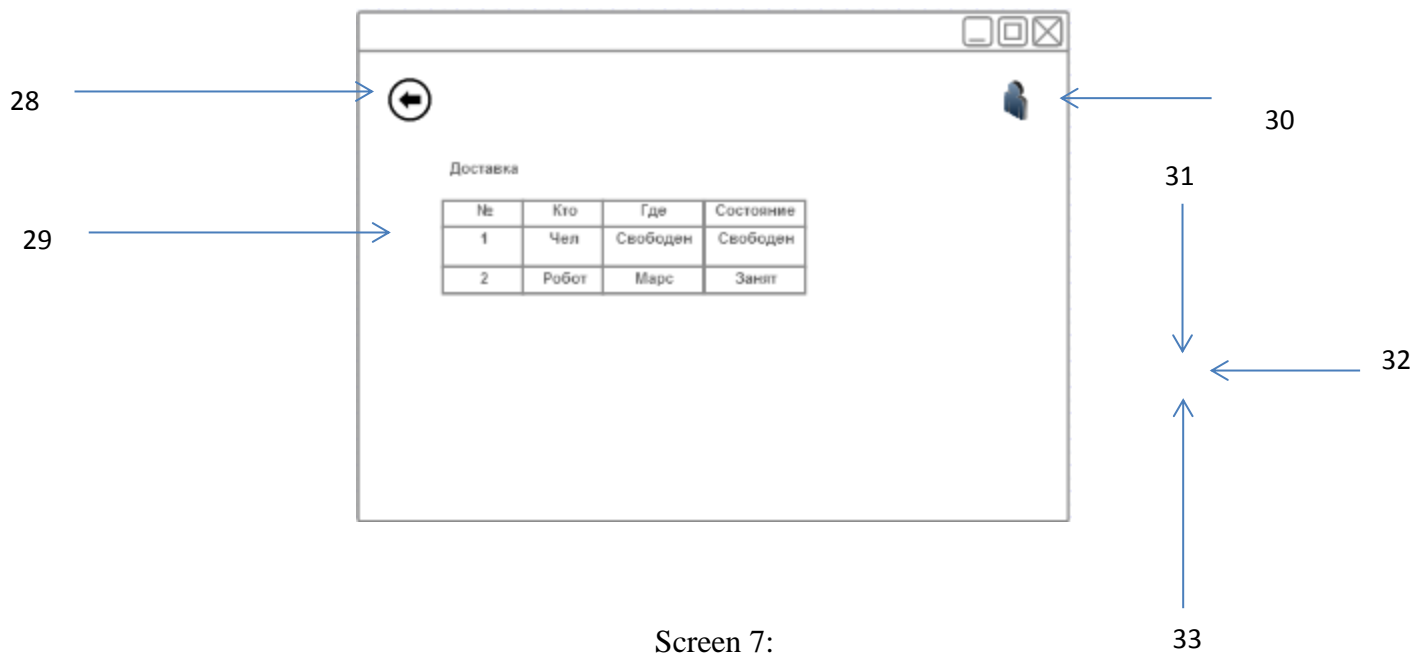 28
30
Доставка
31
№ Кто Где Состояние
29
1 Чел Свободен Свободен
2 Робот Марс Занят
32
Screen 7:
33